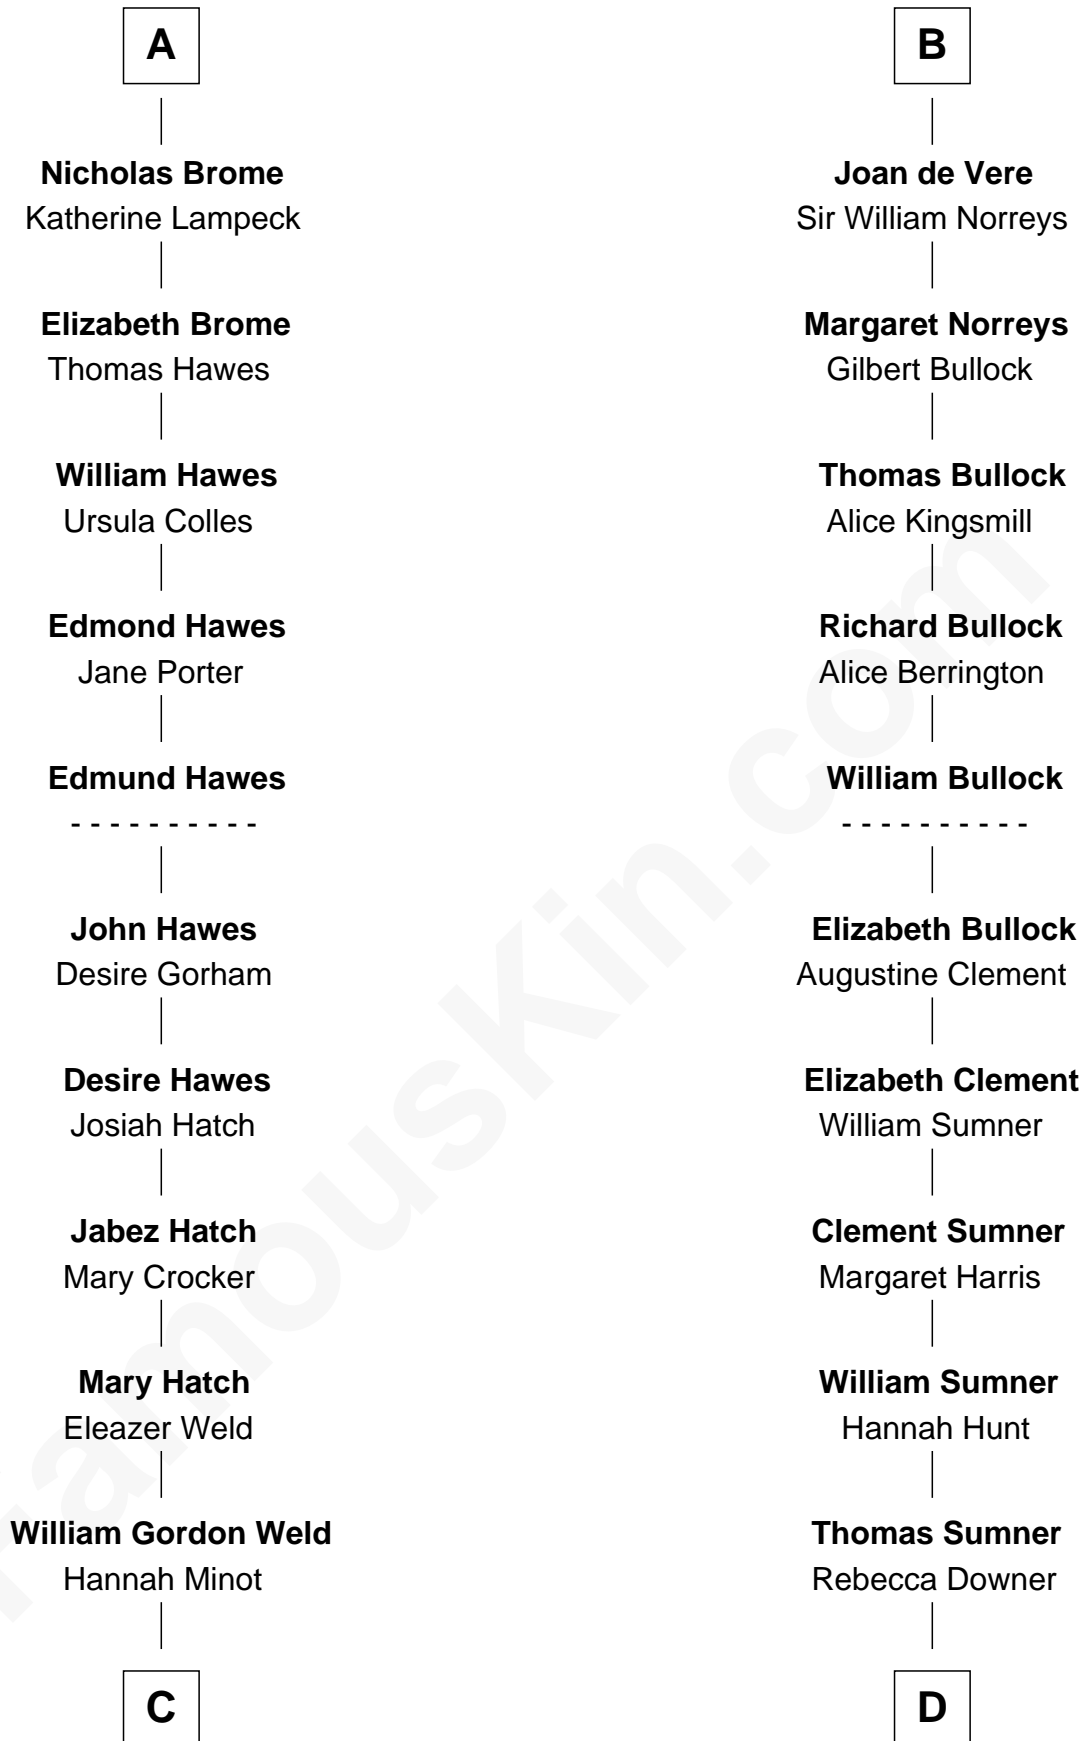 A
Nicholas Brome
Katherine Lampeck
Elizabeth Brome
Thomas Hawes
William Hawes
Ursula Colles
Edmond Hawes
Jane Porter
Edmund Hawes
- - - - - - - - - -
John Hawes
Desire Gorham
Desire Hawes
Josiah Hatch
Jabez Hatch
Mary Crocker
Mary Hatch
Eleazer Weld
William Gordon Weld
Hannah Minot
C
B
Joan de Vere
Sir William Norreys
Margaret Norreys
Gilbert Bullock
Thomas Bullock
Alice Kingsmill
Richard Bullock
Alice Berrington
William Bullock
- - - - - - - - - -
Elizabeth Bullock
Augustine Clement
Elizabeth Clement
William Sumner
Clement Sumner
Margaret Harris
William Sumner
Hannah Hunt
Thomas Sumner
Rebecca Downer
D
FamousKin.com